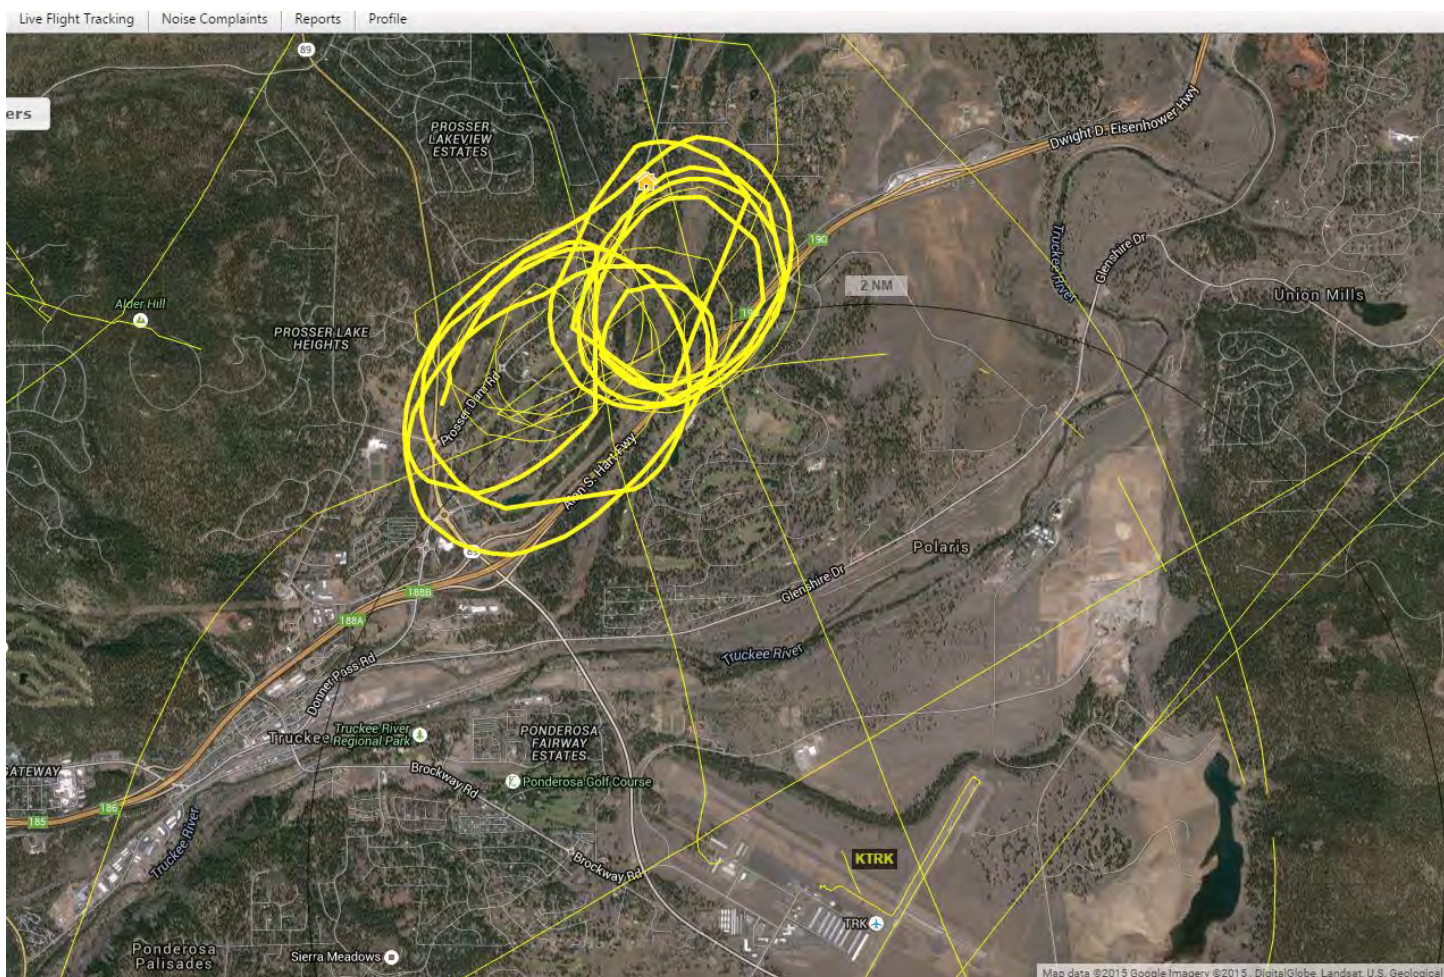 Live Flight Tracking
Noise Complaints
Reports
Profile
89
ers
PROSSER
LAKEVIEW
ESTATES
Dwight D. Eisenhower Hwy
Google
190
Truckee River
Glenshire Dr
2 NM
Union Mills
Alder Hill
PROSSER LAKE
HEIGHTS
Prosser Dam Rd
Alan S. Hart Fwy
89
Polaris
188B
Glenshire Dr
188A
Truckee River
Donner Pass Rd
Truckee
Truckee River
Regional Park
PONDEROSA
FAIRWAY
ESTATES
GATEWAY
Brockway Rd
Ponderosa Golf Course
186
185
Truckee River
Brockway Rd
KTRK
TRK
Ponderosa
Palisades
Sierra Meadows
Map data ©2015 Google Imagery ©2015, DigitalGlobe, Landsat, U.S. Geologic